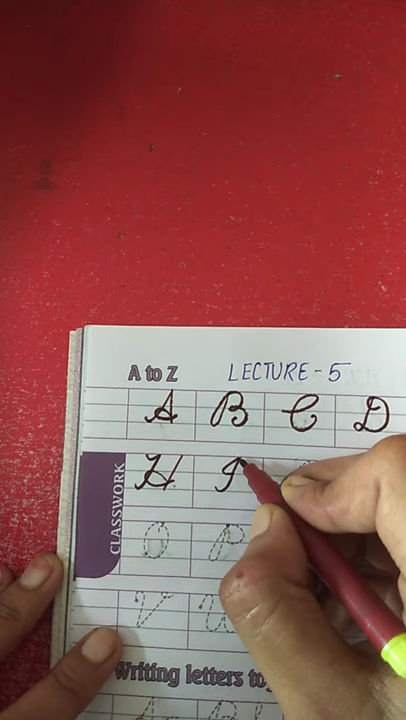 A to Z LECTURE - 5
A B C D
CLASSWORK
H I
O P
V W
Writing letters to